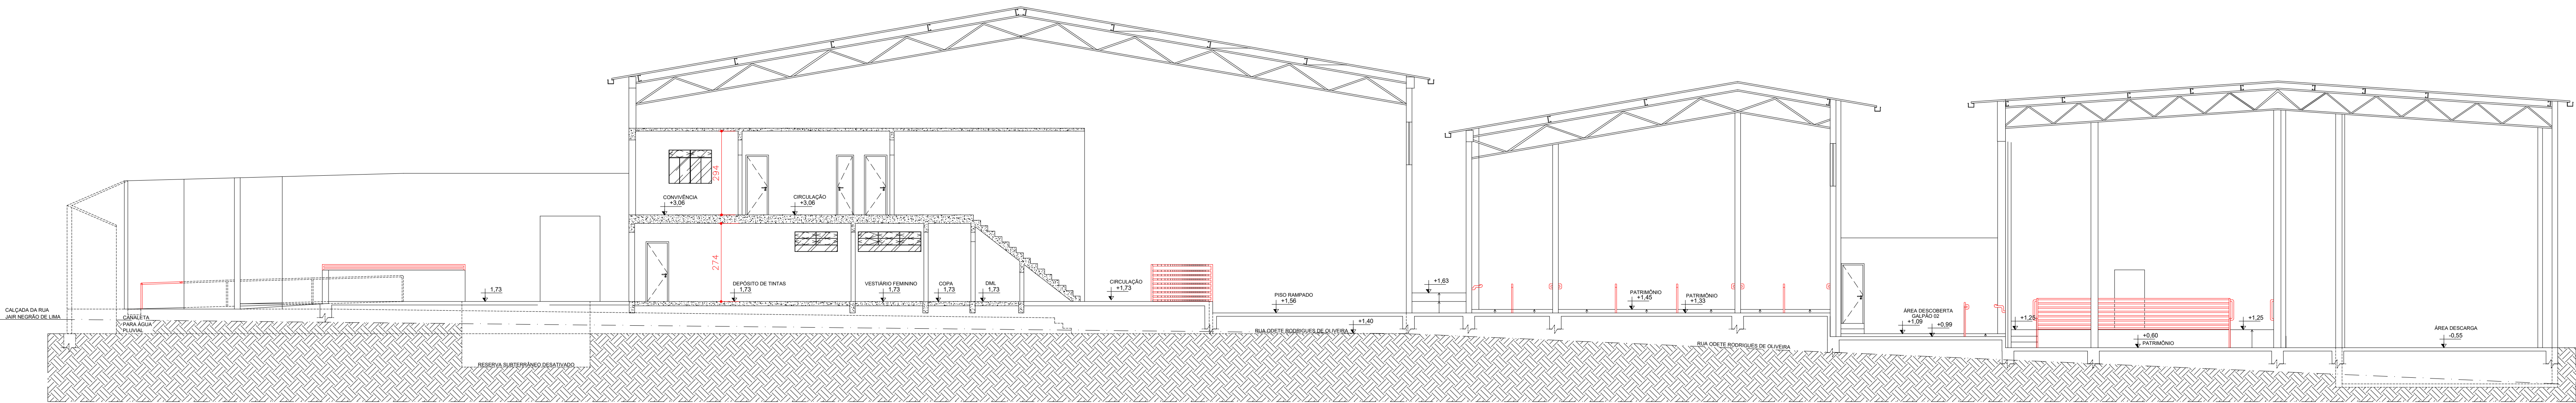 CALÇADA DA RUA
JAIR NEGRÃO DE LIMA
CANALETA
PARA ÁGUA
PLUVIAL
RESERVA SUBTERRÂNEO DESATIVADO
1,73
CONVIVÊNCIA
+3,06
294
CIRCULAÇÃO
+3,06
274
DEPÓSITO DE TINTAS
1,73
VESTIÁRIO FEMININO
1,73
COPA
1,73
DML
1,73
CIRCULAÇÃO
+1,73
PISO RAMPADO
+1,56
RUA ODETE RODRIGUES DE OLIVEIRA
+1,40
+1,63
PATRIMÔNIO
+1,45
PATRIMÔNIO
+1,33
RUA ODETE RODRIGUES DE OLIVEIRA
ÁREA DESCOBERTA
GALPÃO 02
+1,09
+0,99
+1,25
+0,60
PATRIMÔNIO
+1,25
ÁREA DESCARGA
-0,55